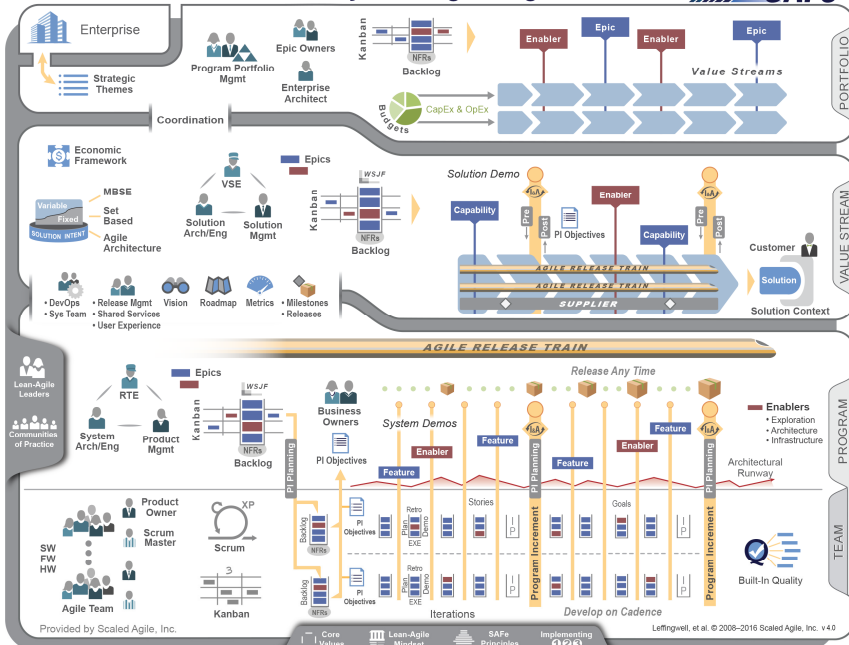 Enterprise
Strategic
Themes
Program Portfolio
Mgmt
Epic Owners
Enterprise
Architect
Kanban
NFRs
Backlog
Enabler
Epic
Enabler
Epic
Value Streams
Budgets
CapEx & OpEx
PORTFOLIO
Coordination
Economic
Framework
Variable
Fixed
SOLUTION INTENT
MBSE
Set
Based
Agile
Architecture
VSE
Solution
Arch/Eng
Solution
Mgmt
Epics
Kanban
WSJF
NFRs
Backlog
Solution Demo
I&A
I&A
Capability
Pre
Post
PI Objectives
Enabler
Capability
Pre
Post
AGILE RELEASE TRAIN
AGILE RELEASE TRAIN
SUPPLIER
Customer
Solution
Solution Context
VALUE STREAM
• DevOps
• Sys Team
• Release Mgmt
• Shared Services
• User Experience
Vision
Roadmap
Metrics
• Milestones
• Releases
AGILE RELEASE TRAIN
Release Any Time
Lean-Agile
Leaders
Communities
of Practice
RTE
System
Arch/Eng
Product
Mgmt
Epics
Kanban
WSJF
NFRs
Backlog
PI Planning
Business
Owners
PI Objectives
System Demos
Feature
Enabler
Feature
I&A
PI Planning
Feature
Enabler
Feature
I&A
PI Planning
Enablers
• Exploration
• Architecture
• Infrastructure
Architectural
Runway
PROGRAM
SW
FW
HW
Agile Team
Product
Owner
Scrum
Master
XP
Scrum
3
Kanban
Backlog
NFRs
PI
Objectives
Plan
Retro
EXE
Demo
Stories
I P
Program Increment
Goals
I P
Program Increment
Backlog
NFRs
PI
Objectives
Plan
Retro
EXE
Demo
I P
I P
Iterations
Develop on Cadence
Built-In Quality
TEAM
Provided by Scaled Agile, Inc.
Leffingwell, et al. © 2008–2016 Scaled Agile, Inc. v 4.0
Core
Values
Lean-Agile
Mindset
SAFe
Principles
Implementing
1 2 3